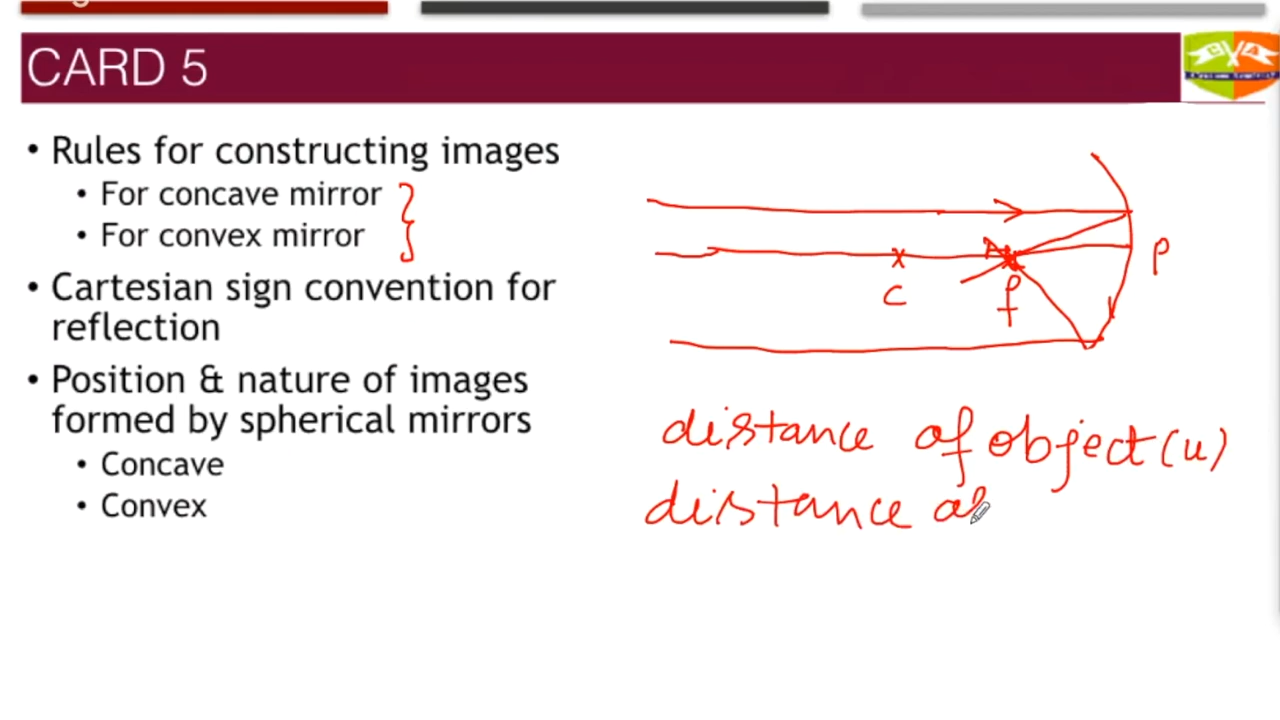 CARD 5
• Rules for constructing images
• For concave mirror
• For convex mirror
• Cartesian sign convention for
reflection
• Position & nature of images
formed by spherical mirrors
• Concave
• Convex
P
C
f
distance of object (u)
distance of